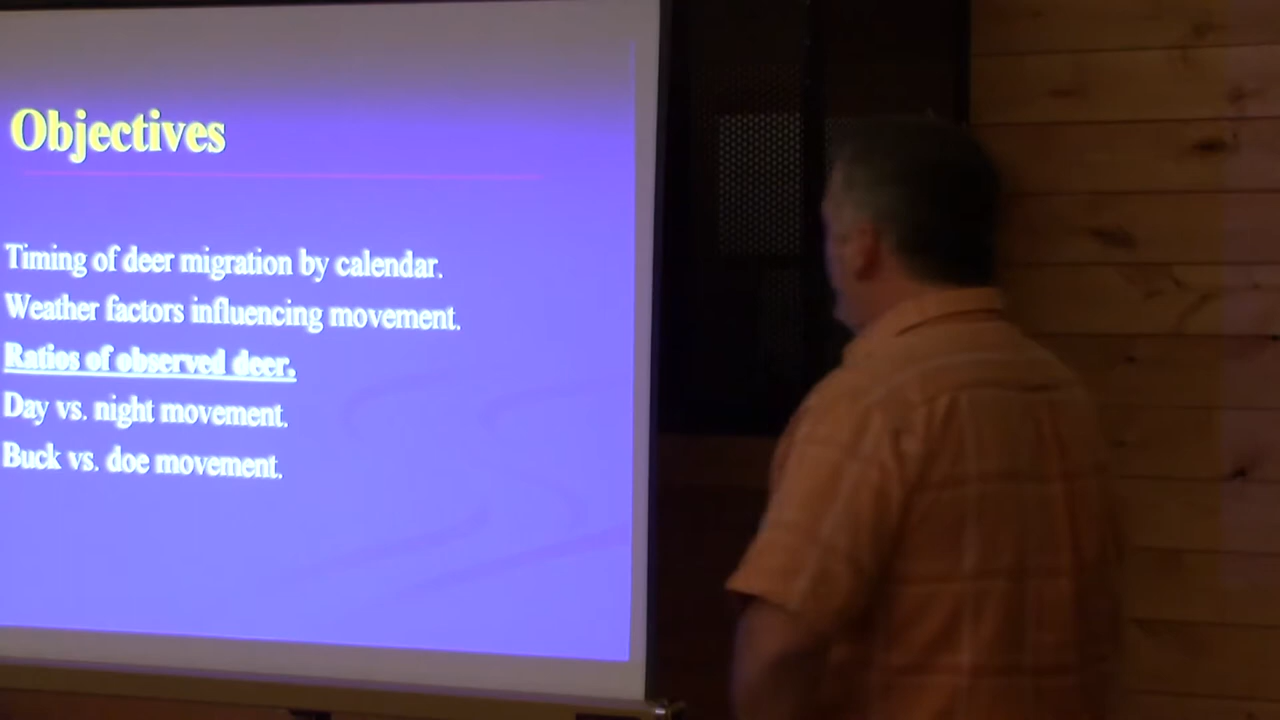 Objectives
Timing of deer migration by calendar.
Weather factors influencing movement.
Ratios of observed deer.
Day vs. night movement.
Buck vs. doe movement.